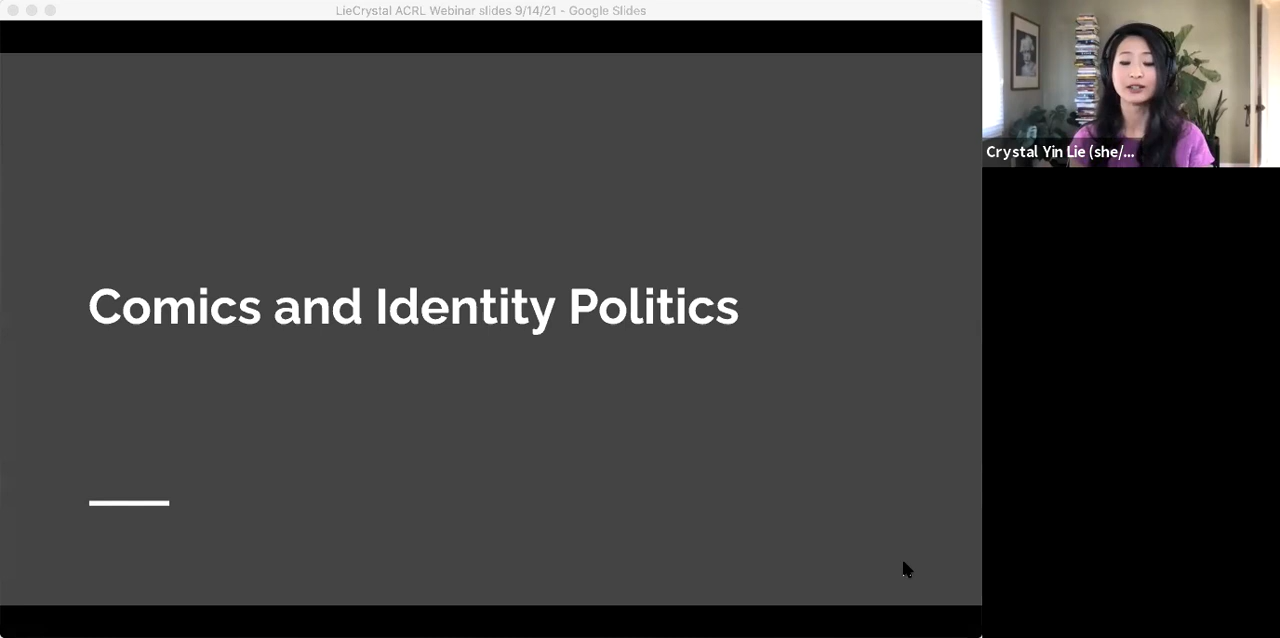 LieCrystal ACRL Webinar slides 9/14/21 - Google Slides
Comics and Identity Politics
Crystal Yin Lie (she/...